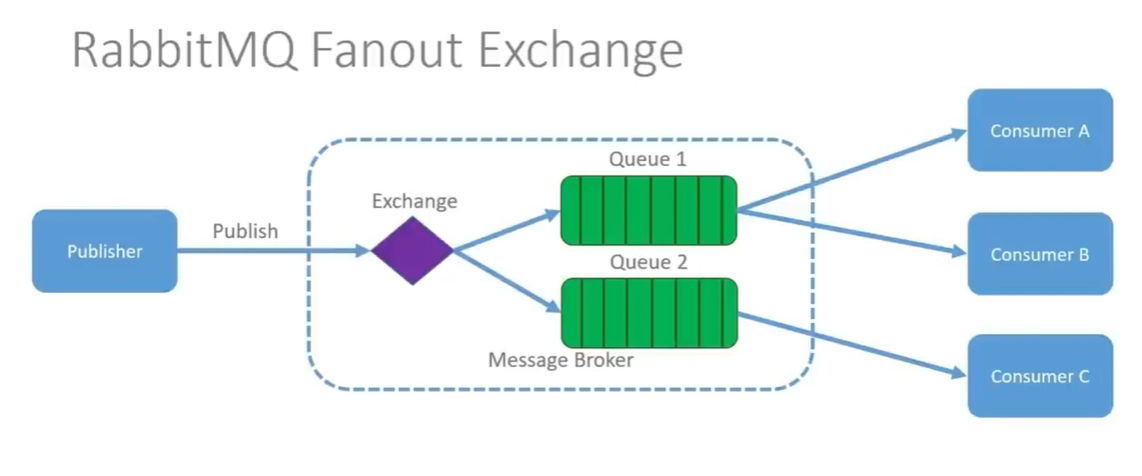 RabbitMQ Fanout Exchange
Publisher
Publish
Exchange
Queue 1
Queue 2
Message Broker
Consumer A
Consumer B
Consumer C